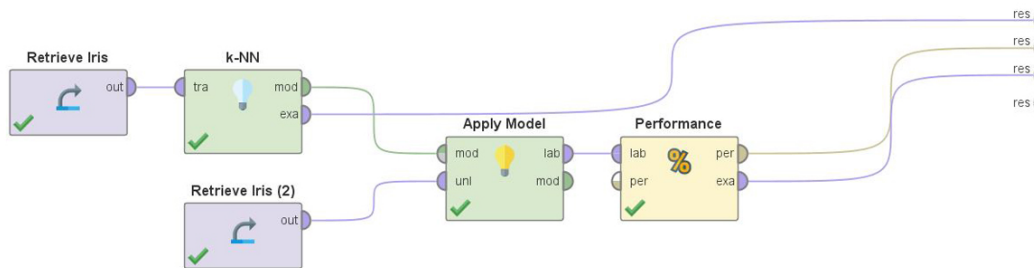 res
Retrieve Iris
k-NN
res
out
tra
mod
res
exa
res
Apply Model
Performance
mod
lab
lab
per
unl
mod
per
exa
Retrieve Iris (2)
out
%